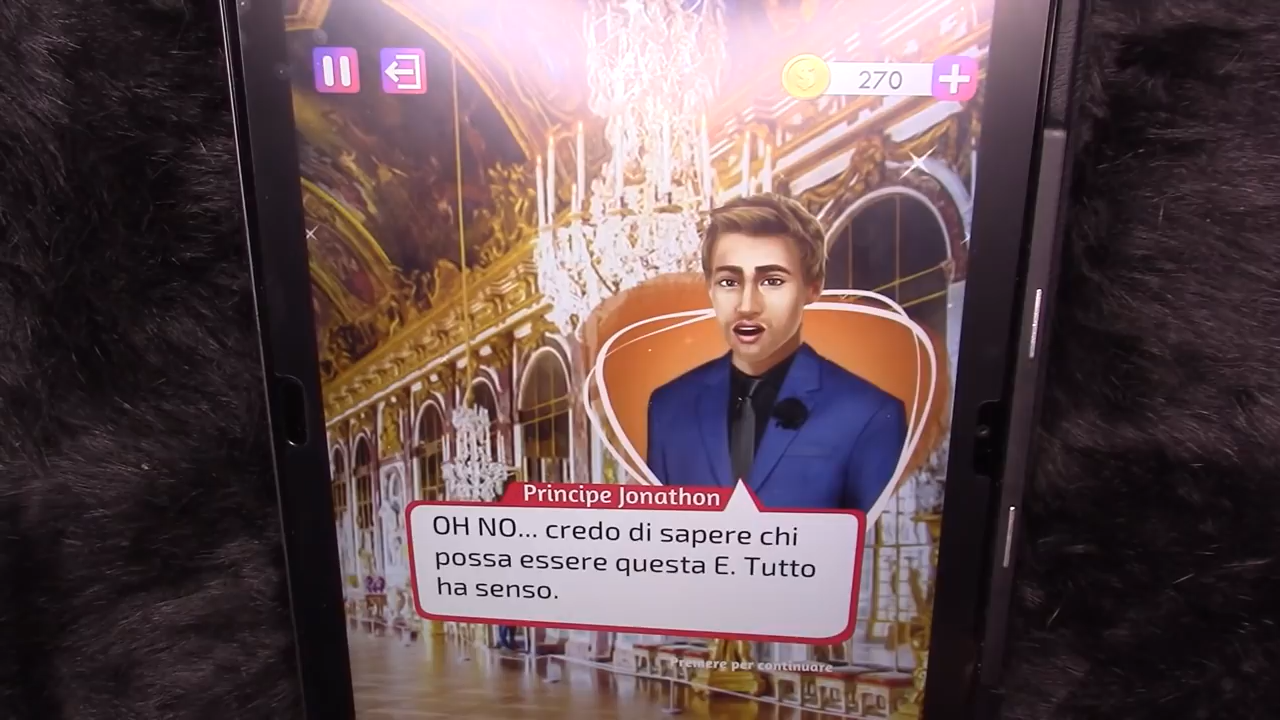 270
Principe Jonathon
OH NO... credo di sapere chi
possa essere questa E. Tutto
ha senso.
Premere per continuare